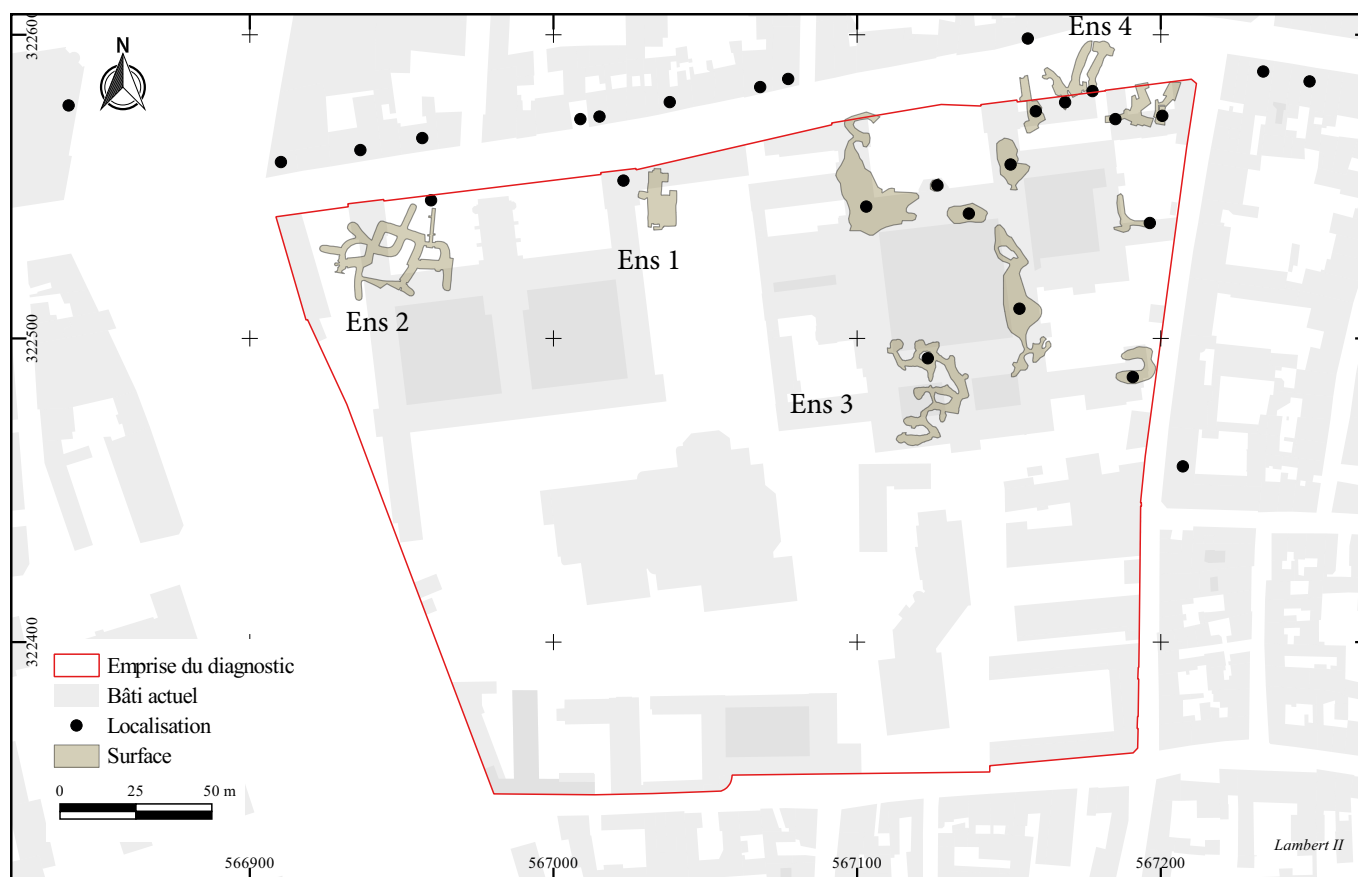 Ens 4
322600
N
Ens 1
Ens 2
322500
Ens 3
322400
Emprise du diagnostic
Bâti actuel
Localisation
Surface
0 25 50 m
Lambert II
566900 567000 567100 567200